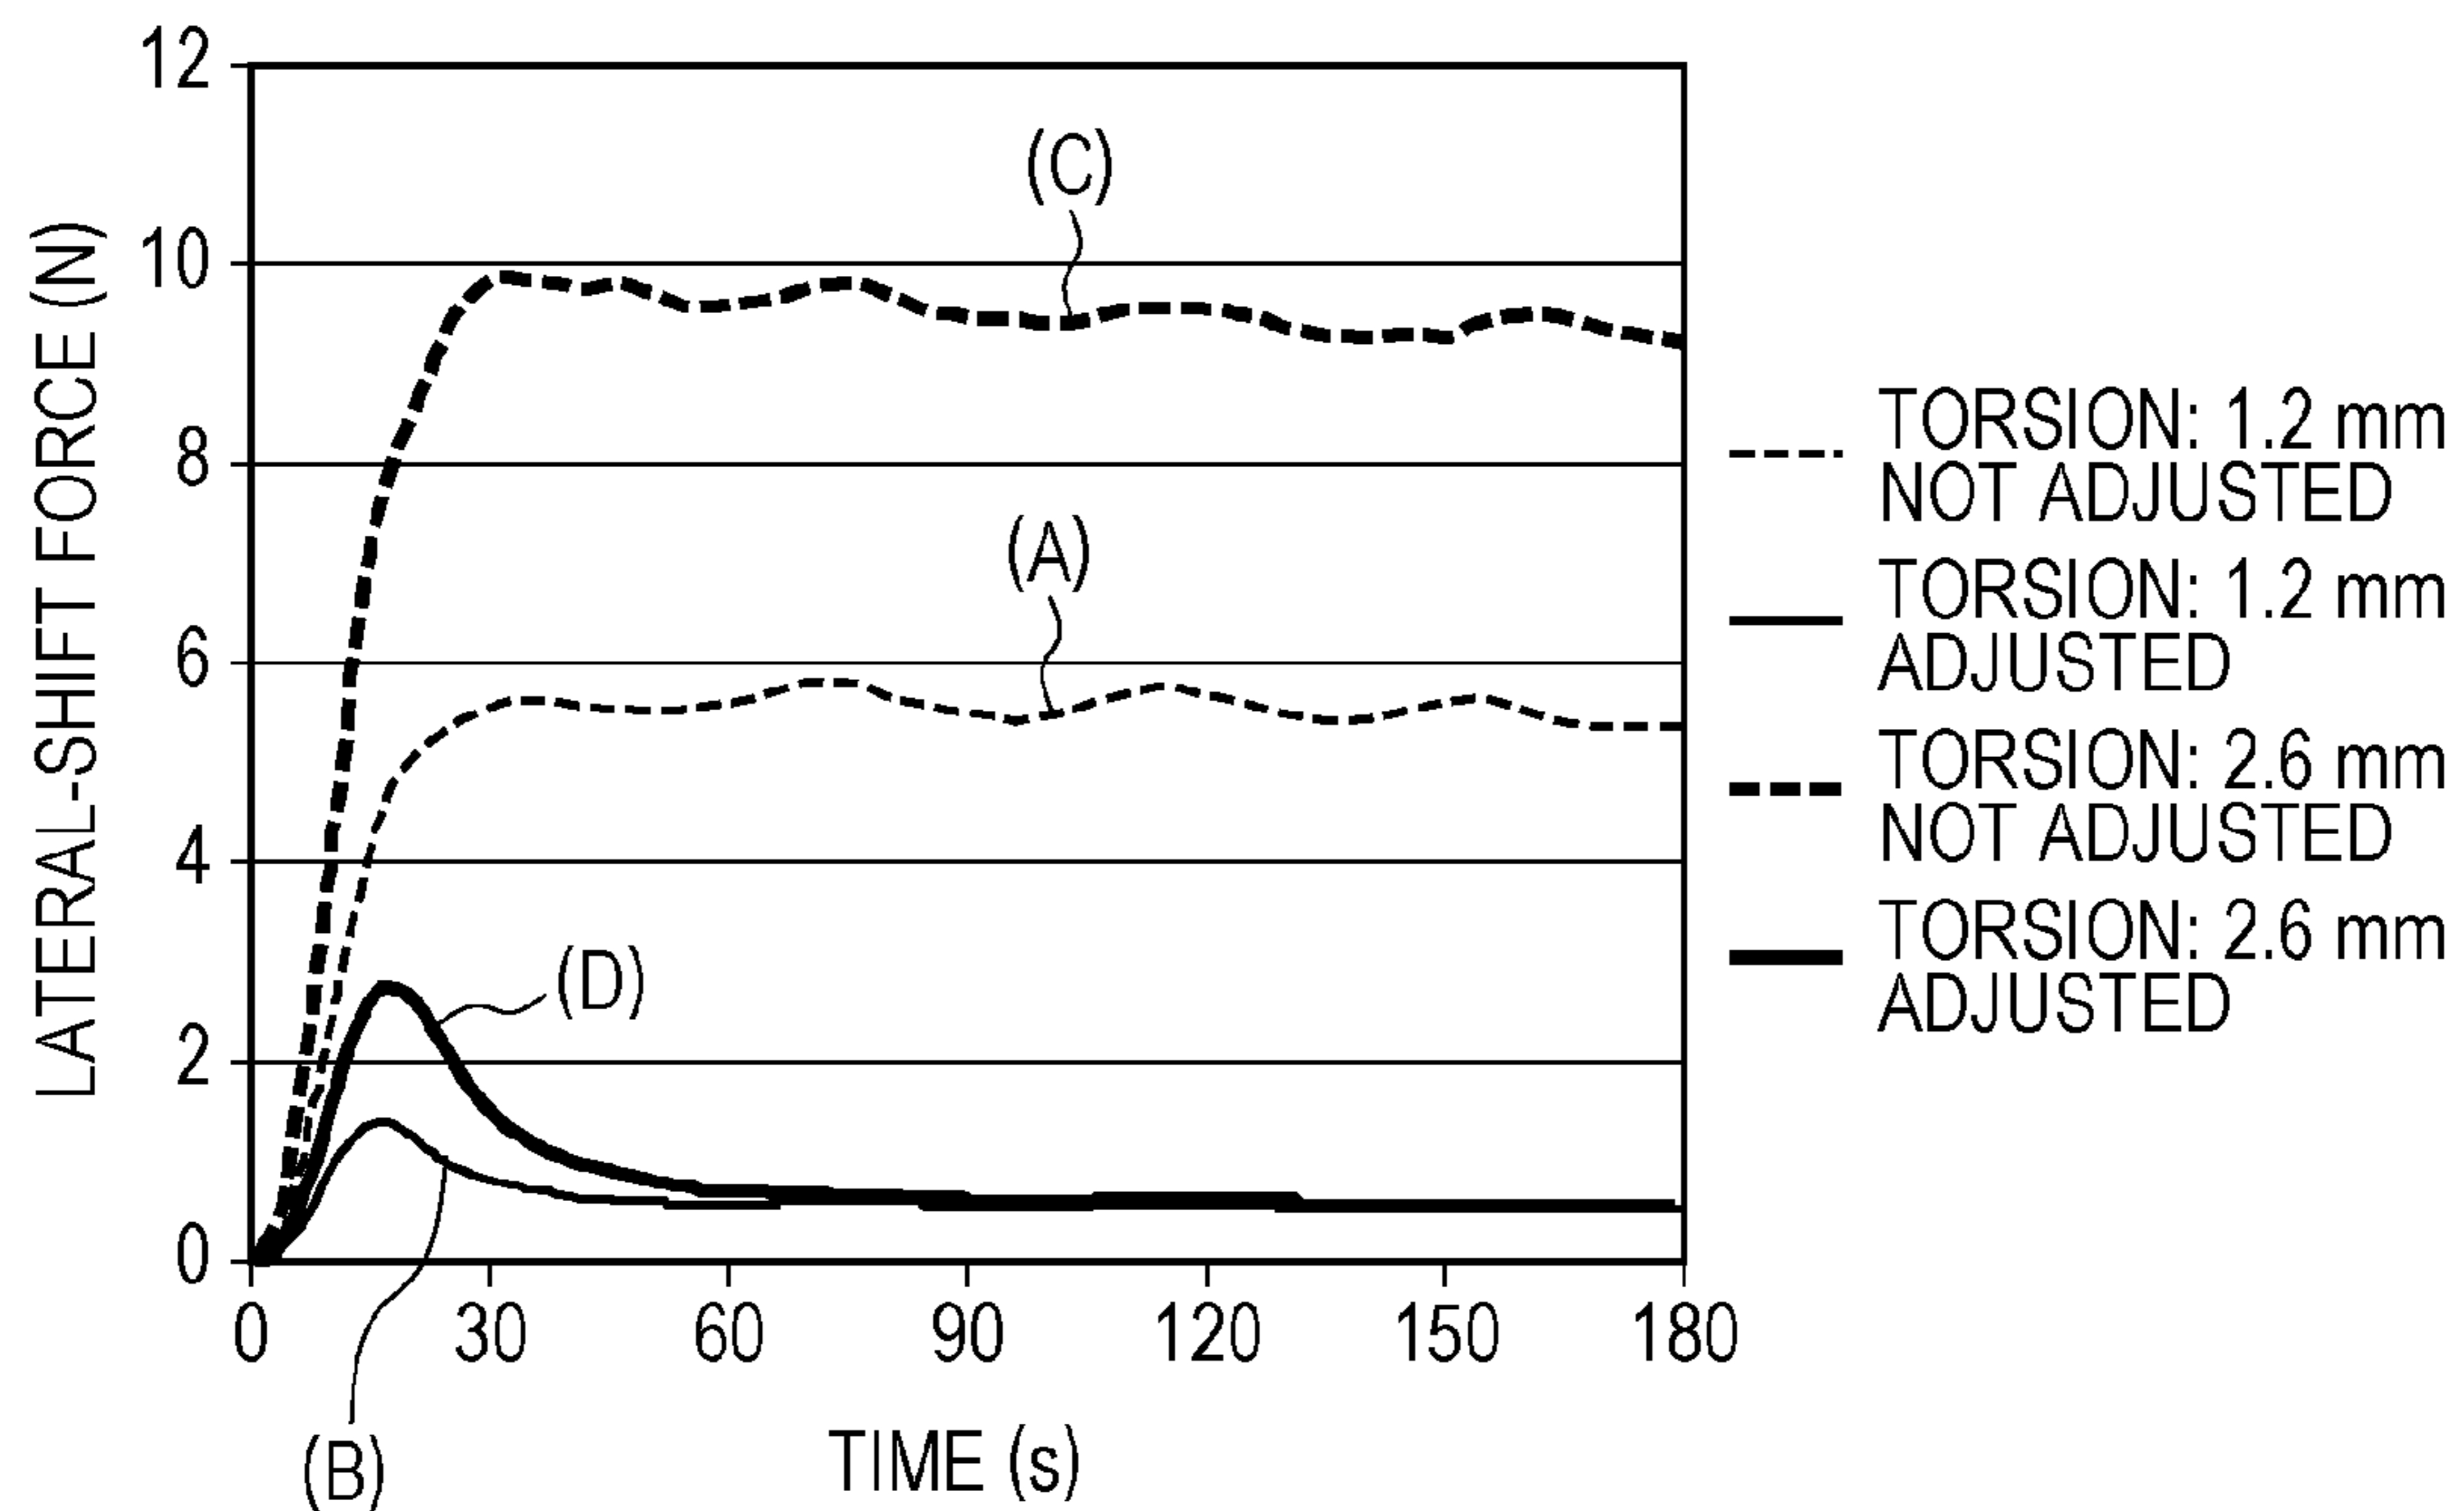 LATERAL-SHIFT FORCE (N)
12
10
8
6
4
2
0
(C)
(A)
(D)
(B)
0 30 60 90 120 150 180
TIME (s)
TORSION: 1.2 mm
NOT ADJUSTED
TORSION: 1.2 mm
ADJUSTED
TORSION: 2.6 mm
NOT ADJUSTED
TORSION: 2.6 mm
ADJUSTED